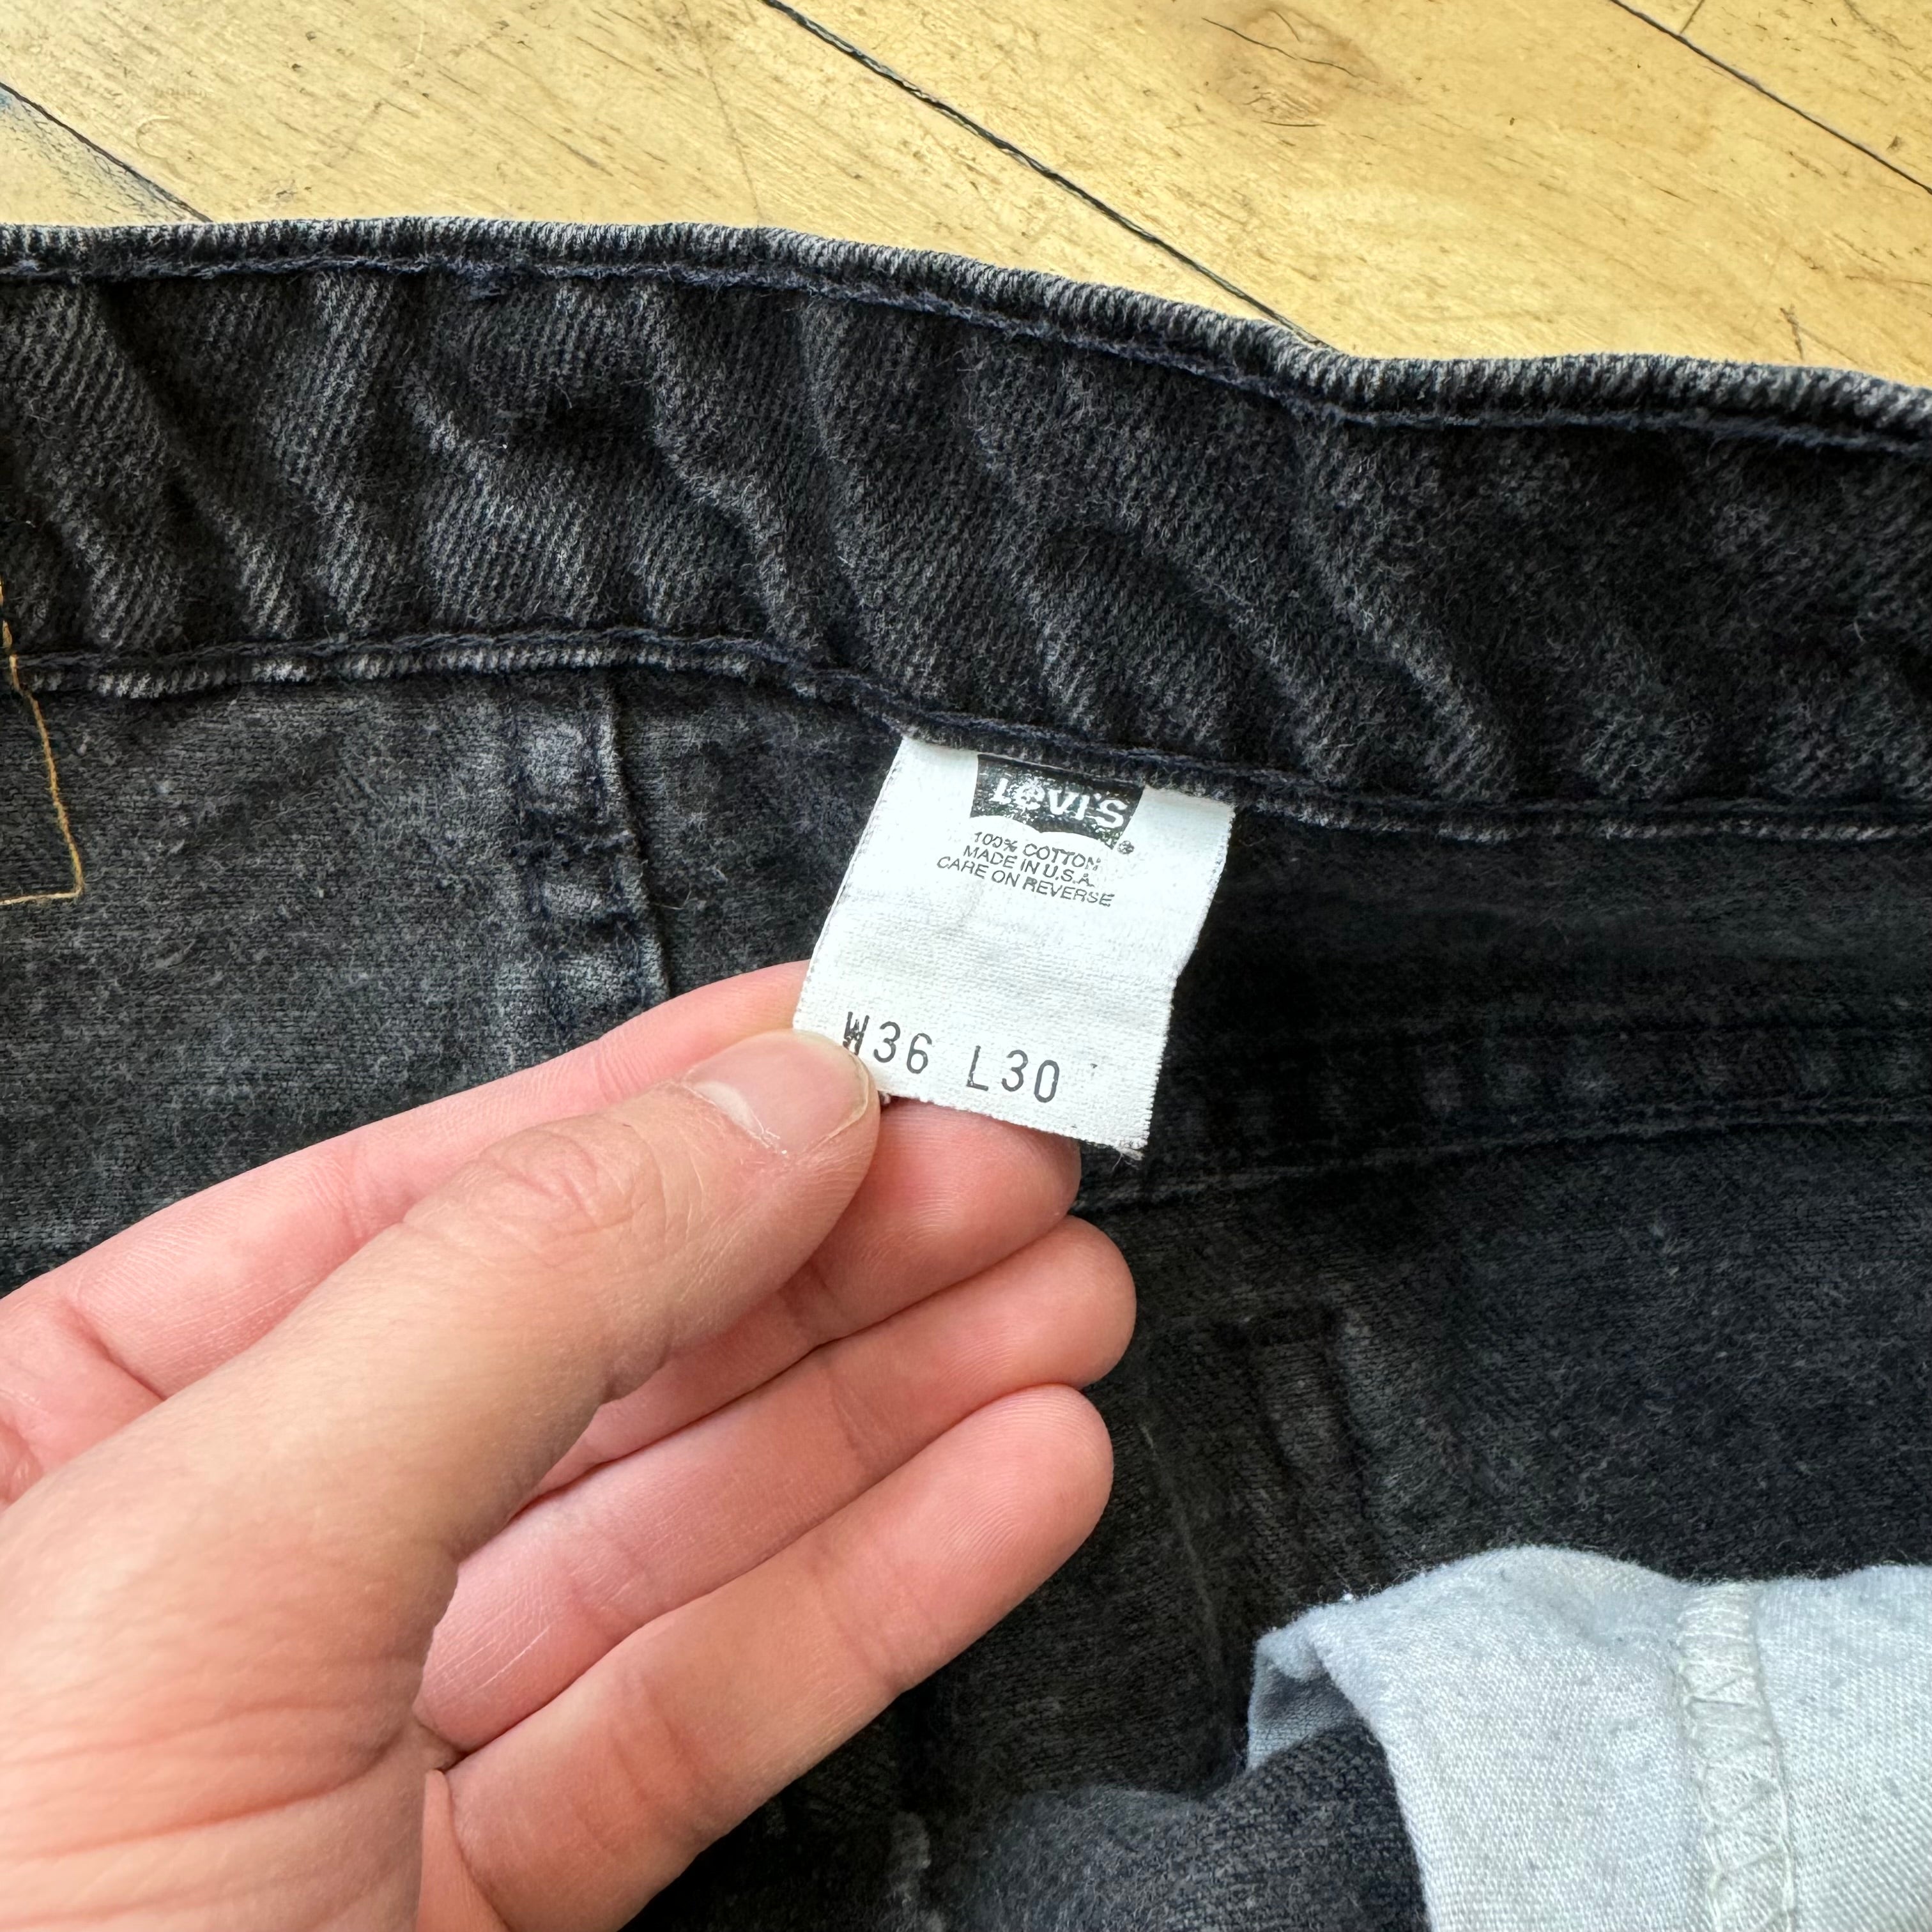 Levi's
100% COTTON
MADE IN U.S.A.
CARE ON REVERSE
W36 L30